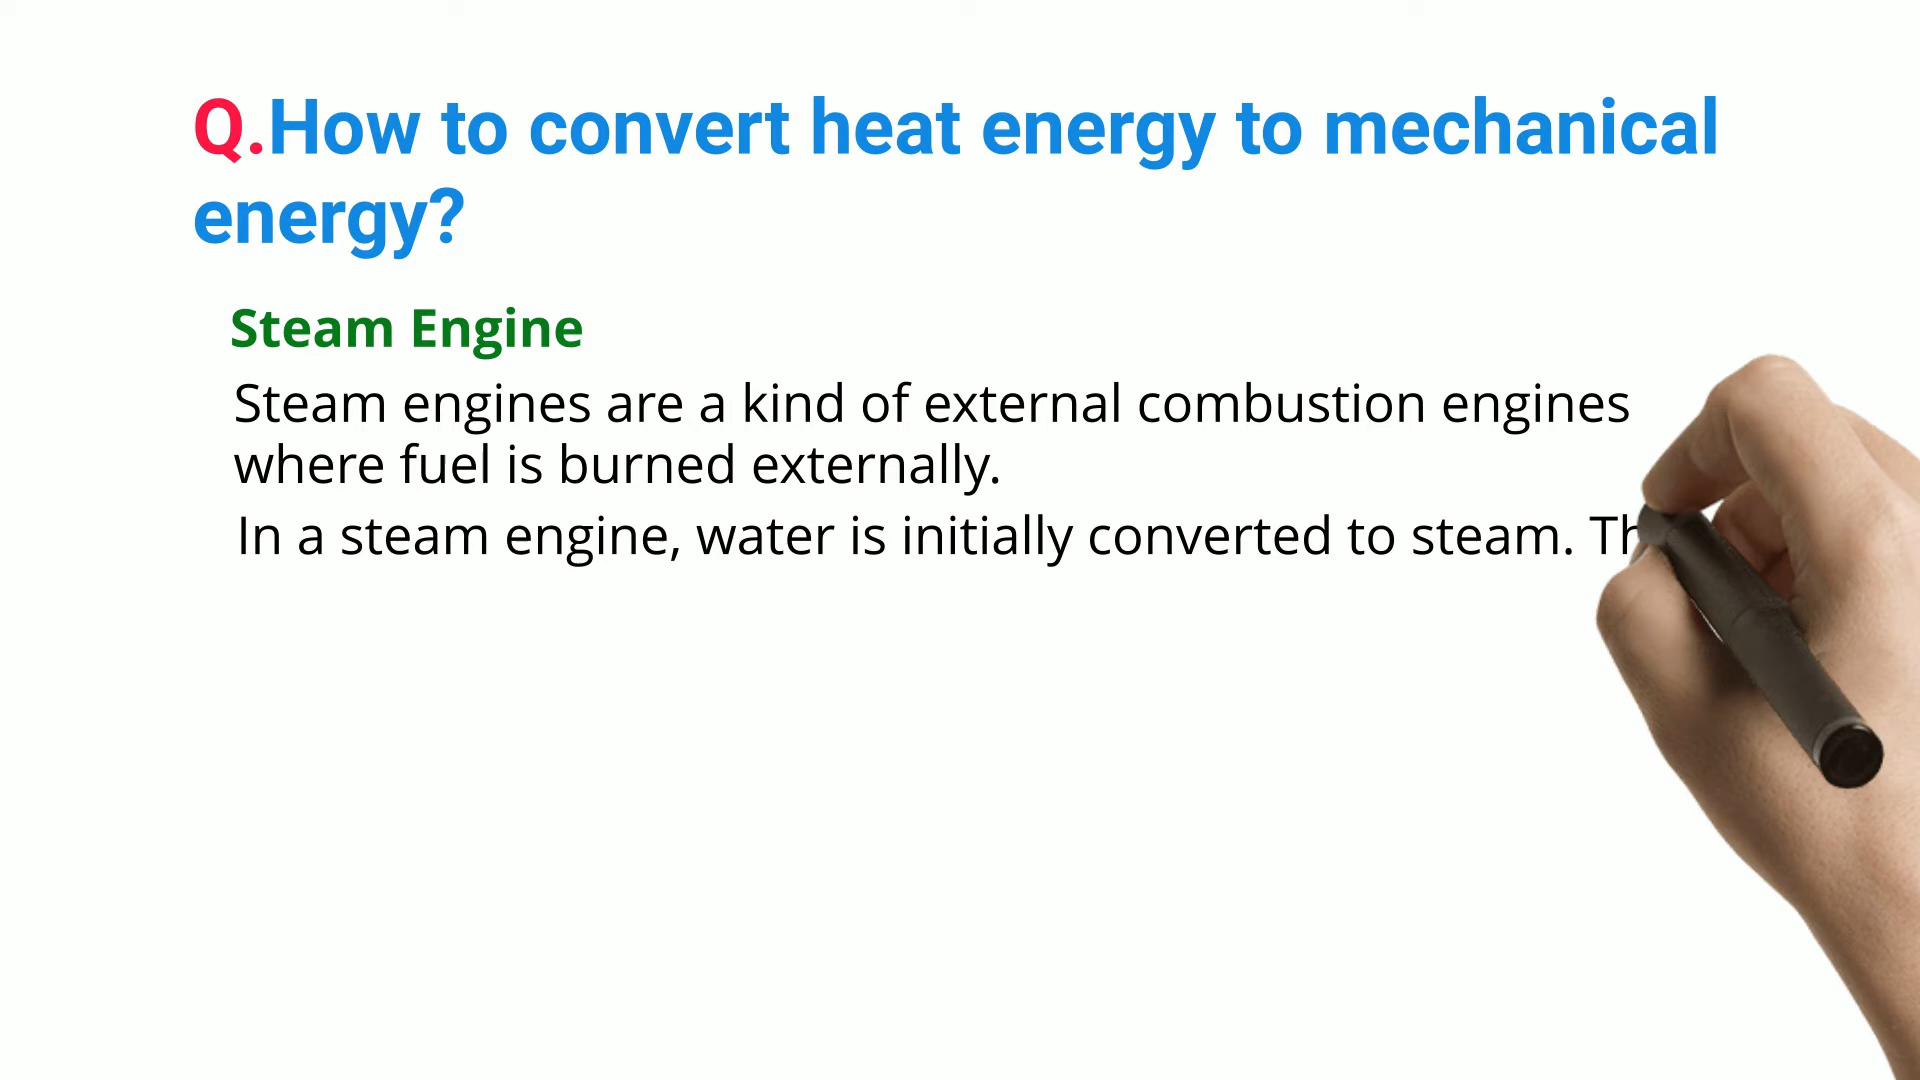 Q.How to convert heat energy to mechanical
energy?
Steam Engine
Steam engines are a kind of external combustion engines
where fuel is burned externally.
In a steam engine, water is initially converted to steam. Th